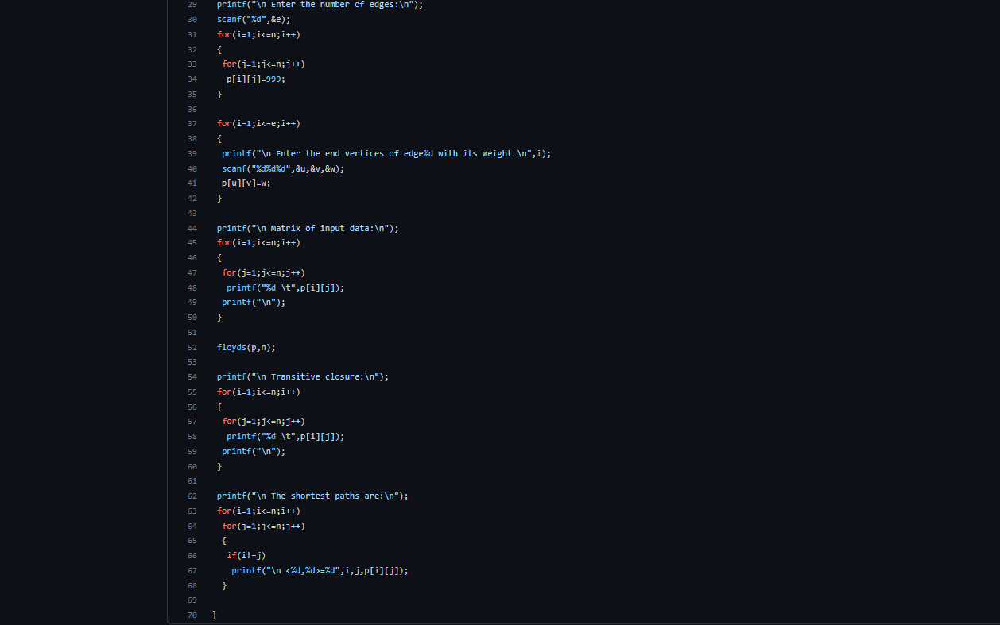 29 printf("\n Enter the number of edges:\n");
30 scanf("%d",&e);
31 for(i=1;i<=n;i++)
32 {
33 for(j=1;j<=n;j++)
34 p[i][j]=999;
35 }
36
37 for(i=1;i<=e;i++)
38 {
39 printf("\n Enter the end vertices of edge%d with its weight \n",i);
40 scanf("%d%d%d",&u,&v,&w);
41 p[u][v]=w;
42 }
43
44 printf("\n Matrix of input data:\n");
45 for(i=1;i<=n;i++)
46 {
47 for(j=1;j<=n;j++)
48 printf("%d \t",p[i][j]);
49 printf("\n");
50 }
51
52 floyds(p,n);
53
54 printf("\n Transitive closure:\n");
55 for(i=1;i<=n;i++)
56 {
57 for(j=1;j<=n;j++)
58 printf("%d \t",p[i][j]);
59 printf("\n");
60 }
61
62 printf("\n The shortest paths are:\n");
63 for(i=1;i<=n;i++)
64 for(j=1;j<=n;j++)
65 {
66 if(i!=j)
67 printf("\n <%d,%d>=%d",i,j,p[i][j]);
68 }
69
70 }